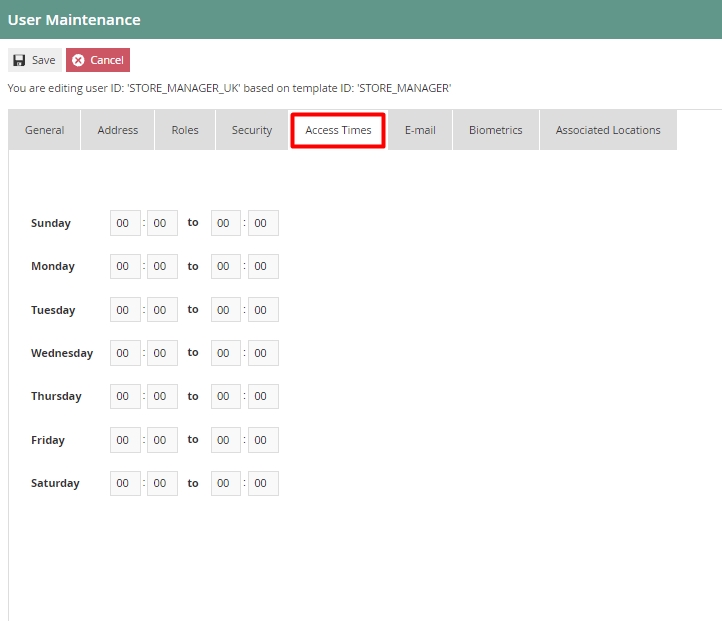 User Maintenance
Save Cancel
You are editing user ID: 'STORE_MANAGER_UK' based on template ID: 'STORE_MANAGER'
General Address Roles Security Access Times E-mail Biometrics Associated Locations
Sunday 00 : 00 to 00 : 00
Monday 00 : 00 to 00 : 00
Tuesday 00 : 00 to 00 : 00
Wednesday 00 : 00 to 00 : 00
Thursday 00 : 00 to 00 : 00
Friday 00 : 00 to 00 : 00
Saturday 00 : 00 to 00 : 00